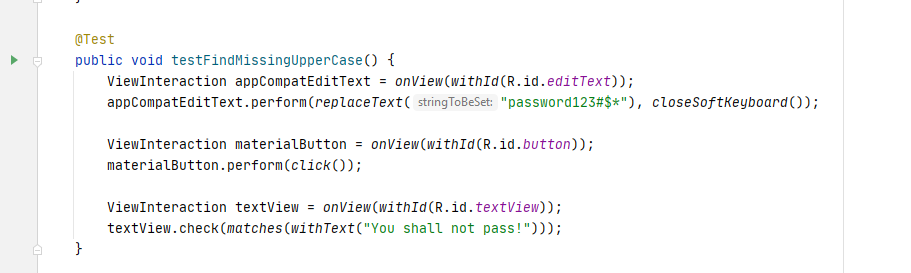 }
@Test
public void testFindMissingUpperCase() {
ViewInteraction appCompatEditText = onView(withId(R.id.editText));
appCompatEditText.perform(replaceText( stringToBeSet: "password123#$*"), closeSoftKeyboard());
ViewInteraction materialButton = onView(withId(R.id.button));
materialButton.perform(click());
ViewInteraction textView = onView(withId(R.id.textView));
textView.check(matches(withText("You shall not pass!")));
}